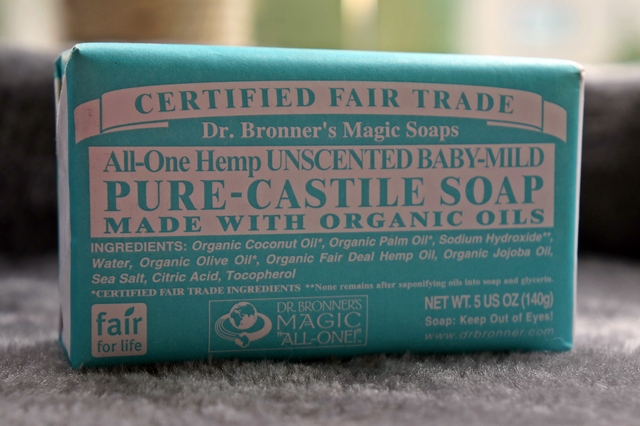 CERTIFIED FAIR TRADE
Dr. Bronner's Magic Soaps
All-One Hemp UNSCENTED BABY-MILD
PURE-CASTILE SOAP
MADE WITH ORGANIC OILS
INGREDIENTS: Organic Coconut Oil*, Organic Palm Oil*, Sodium Hydroxide**,
Water, Organic Olive Oil*, Organic Fair Deal Hemp Oil, Organic Jojoba Oil,
Sea Salt, Citric Acid, Tocopherol
*CERTIFIED FAIR TRADE INGREDIENTS **None remains after saponifying oils into soap and glycerin.
fair
for life
DR. BRONNER'S
MAGIC
"ALL-ONE!"
NET WT. 5 US OZ (140g)
Soap: Keep Out of Eyes!
www.drbronner.com